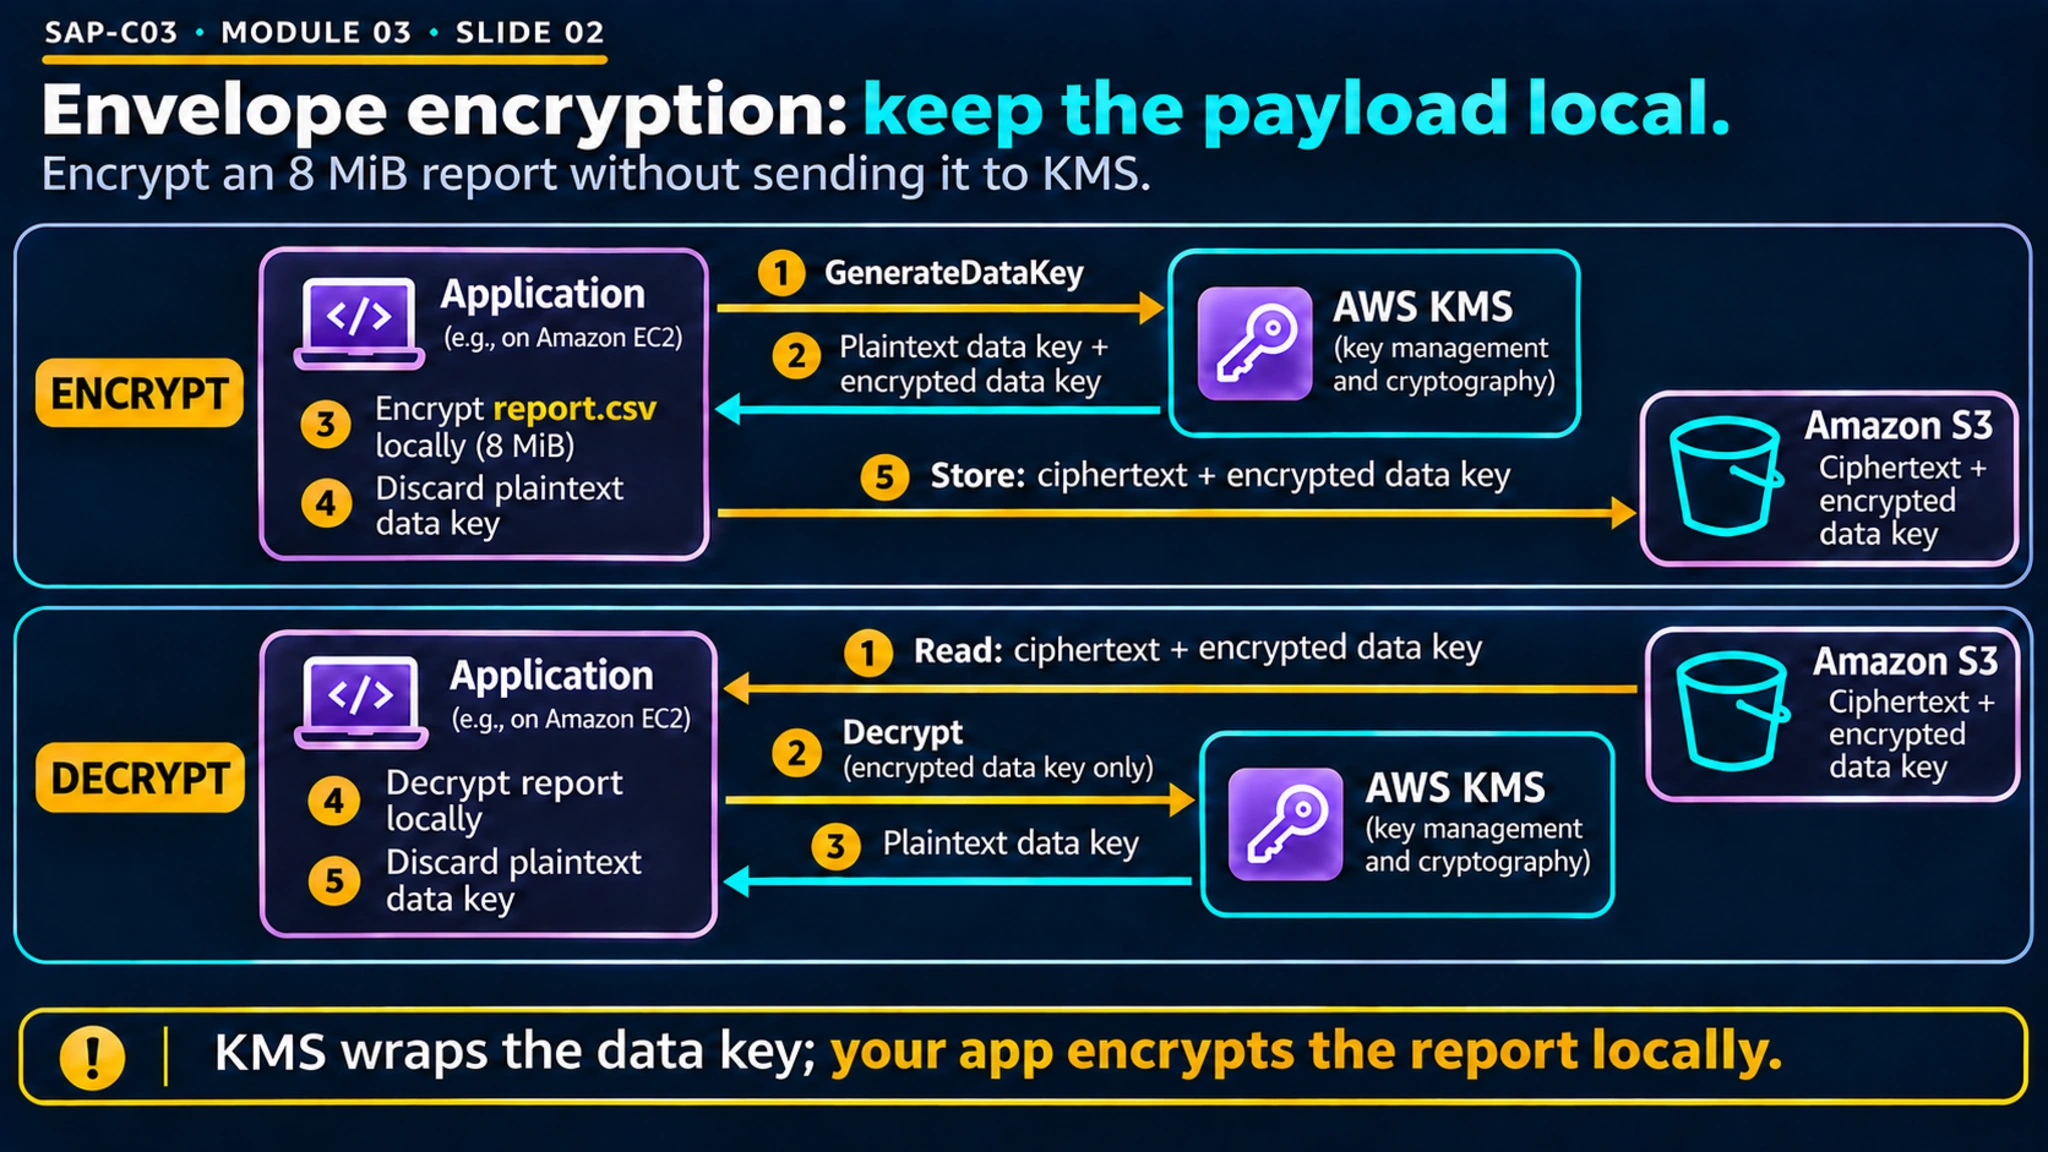 SAP-C03 • MODULE 03 • SLIDE 02
Envelope encryption: keep the payload local.
Encrypt an 8 MiB report without sending it to KMS.
ENCRYPT
</>
Application
(e.g., on Amazon EC2)
3 Encrypt report.csv
locally (8 MiB)
4 Discard plaintext
data key
1 GenerateDataKey
2 Plaintext data key +
encrypted data key
AWS KMS
(key management
and cryptography)
5 Store: ciphertext + encrypted data key
Amazon S3
Ciphertext +
encrypted
data key
DECRYPT
</>
Application
(e.g., on Amazon EC2)
4 Decrypt report
locally
5 Discard plaintext
data key
1 Read: ciphertext + encrypted data key
2 Decrypt
(encrypted data key only)
3 Plaintext data key
AWS KMS
(key management
and cryptography)
Amazon S3
Ciphertext +
encrypted
data key
! KMS wraps the data key; your app encrypts the report locally.